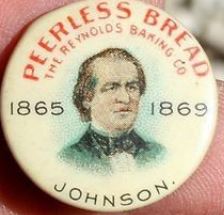 PEERLESS BREAD
THE REYNOLDS BAKING CO
1865 1869
JOHNSON.